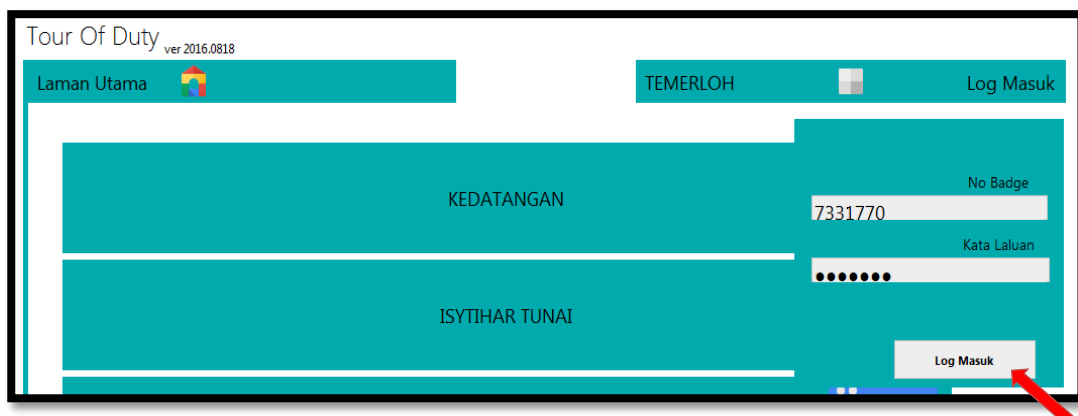 Tour Of Duty ver 2016.0818
Laman Utama
TEMERLOH
Log Masuk
KEDATANGAN
No Badge
7331770
Kata Laluan
•••••••
ISYTIHAR TUNAI
Log Masuk